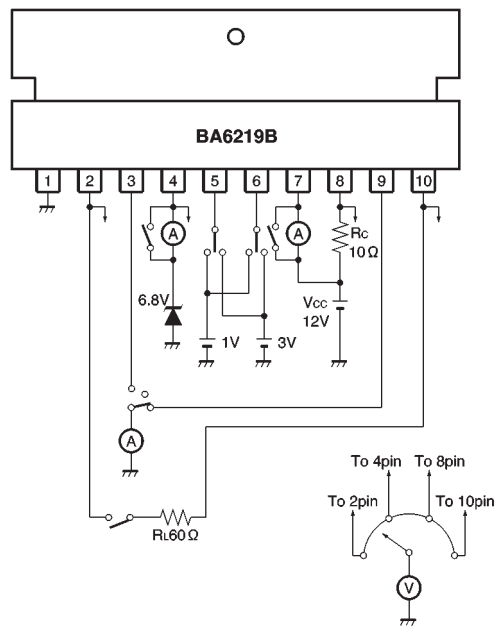 BA6219B
1 2 3 4 5 6 7 8 9 10
A A RC
10Ω
6.8V
VCC
12V
1V 3V
A
RL60Ω
To 4pin To 8pin
To 2pin To 10pin
V